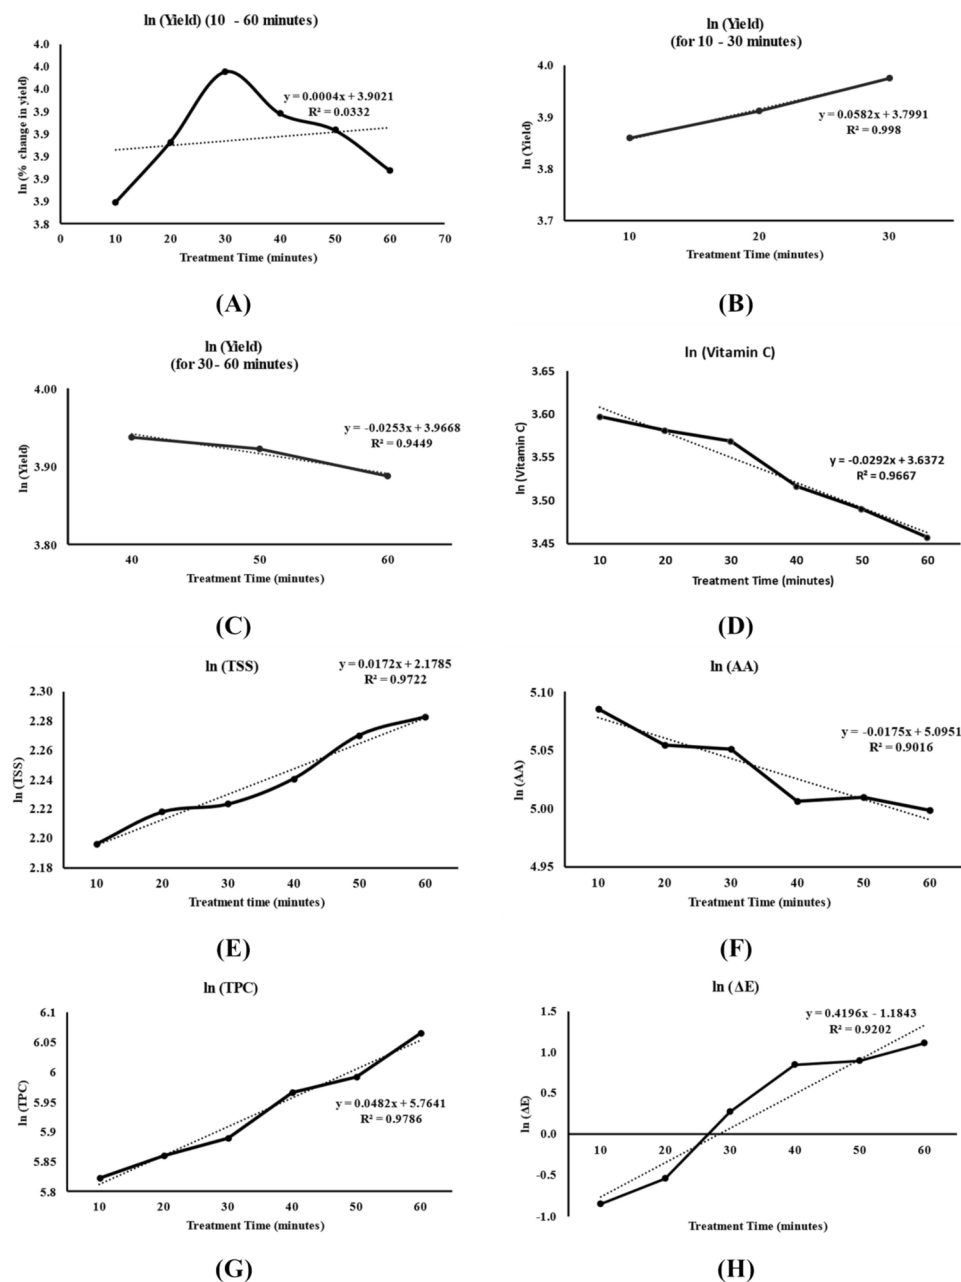 ln (Yield) (10 - 60 minutes)
4.0
4.0
4.0
3.9
3.9
3.9
3.9
3.9
3.8
ln (% change in yield)
y = 0.0004x + 3.9021
R² = 0.0332
0 10 20 30 40 50 60 70
Treatment Time (minutes)
(A)
ln (Yield)
(for 10 - 30 minutes)
4.0
3.9
3.8
3.7
ln (Yield)
y = 0.0582x + 3.7991
R² = 0.998
10 20 30
Treatment Time (minutes)
(B)
ln (Yield)
(for 30- 60 minutes)
4.00
3.90
3.80
ln (Yield)
y = -0.0253x + 3.9668
R² = 0.9449
40 50 60
Treatment Time (minutes)
(C)
ln (Vitamin C)
3.65
3.60
3.55
3.50
3.45
ln (Vitamin C)
y = -0.0292x + 3.6372
R² = 0.9667
10 20 30 40 50 60
Treatment Time (minutes)
(D)
ln (TSS)
y = 0.0172x + 2.1785
R² = 0.9722
2.30
2.28
2.26
2.24
2.22
2.20
2.18
ln (TSS)
10 20 30 40 50 60
Treatment time (minutes)
(E)
ln (AA)
5.10
5.05
5.00
4.95
ln (AA)
y = -0.0175x + 5.0951
R² = 0.9016
10 20 30 40 50 60
Treatment Time (minutes)
(F)
ln (TPC)
6.1
6.05
6
5.95
5.9
5.85
5.8
ln (TPC)
y = 0.0482x + 5.7641
R² = 0.9786
10 20 30 40 50 60
Treatment Time (minutes)
(G)
ln (ΔE)
y = 0.4196x - 1.1843
R² = 0.9202
1.5
1.0
0.5
0.0
-0.5
-1.0
ln (ΔE)
10 20 30 40 50 60
Treatment Time (minutes)
(H)